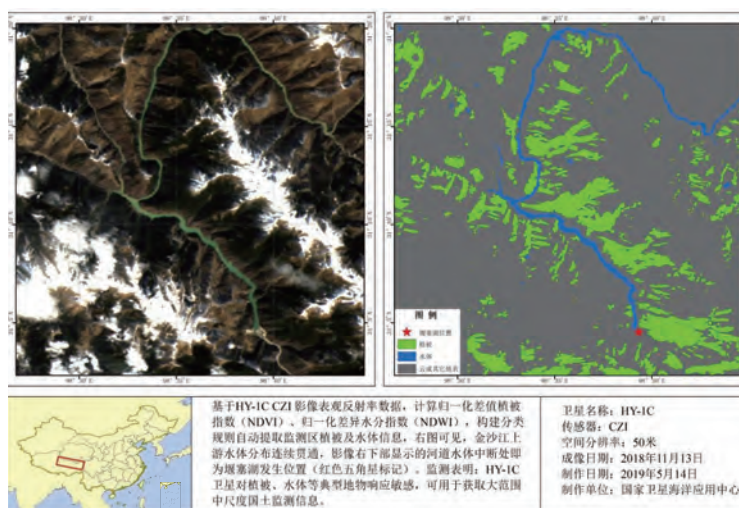 图 例
植被
水体
云或其它地表
基于HY-1C CZI 影像表观反射率数据,计算归一化差值植被
指数(NDVI)、归一化差异水分指数(NDWI),构建分类
规则自动提取监测区植被及水体信息,右图可见,金沙江上
游水体分布连续贯通,影像右下部显示的河道水体中断处即
为堰塞湖发生位置(红色五角星标记)。监测表明:HY-1C
卫星对植被、水体等典型地物响应敏感,可用于获取大范围
中尺度国土监测信息。
卫星名称:HY-1C
传感器:CZI
空间分辨率:50米
成像日期:2018年11月13日
制作日期:2019年5月14日
制作单位:国家卫星海洋应用中心